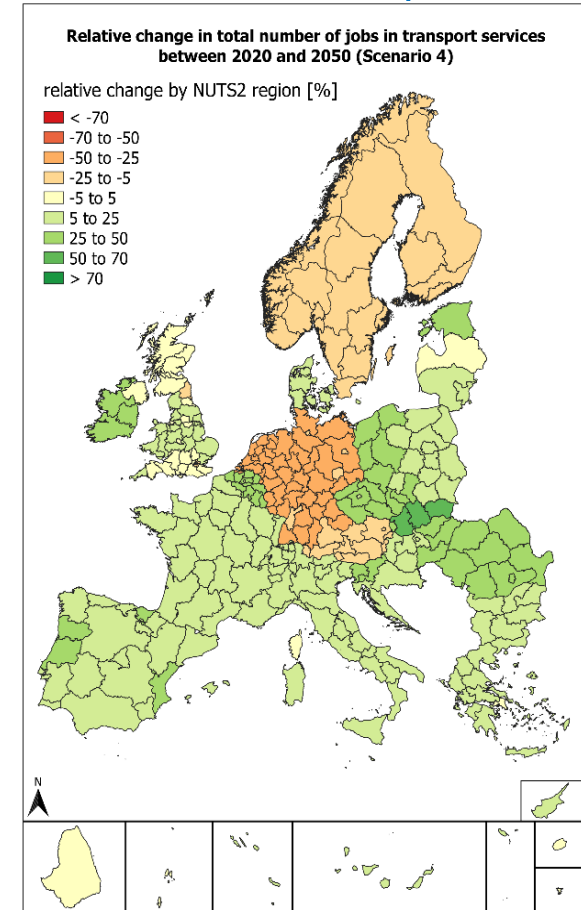 Relative change in total number of jobs in transport services
between 2020 and 2050 (Scenario 4)
relative change by NUTS2 region [%]
< -70
-70 to -50
-50 to -25
-25 to -5
-5 to 5
5 to 25
25 to 50
50 to 70
> 70
N